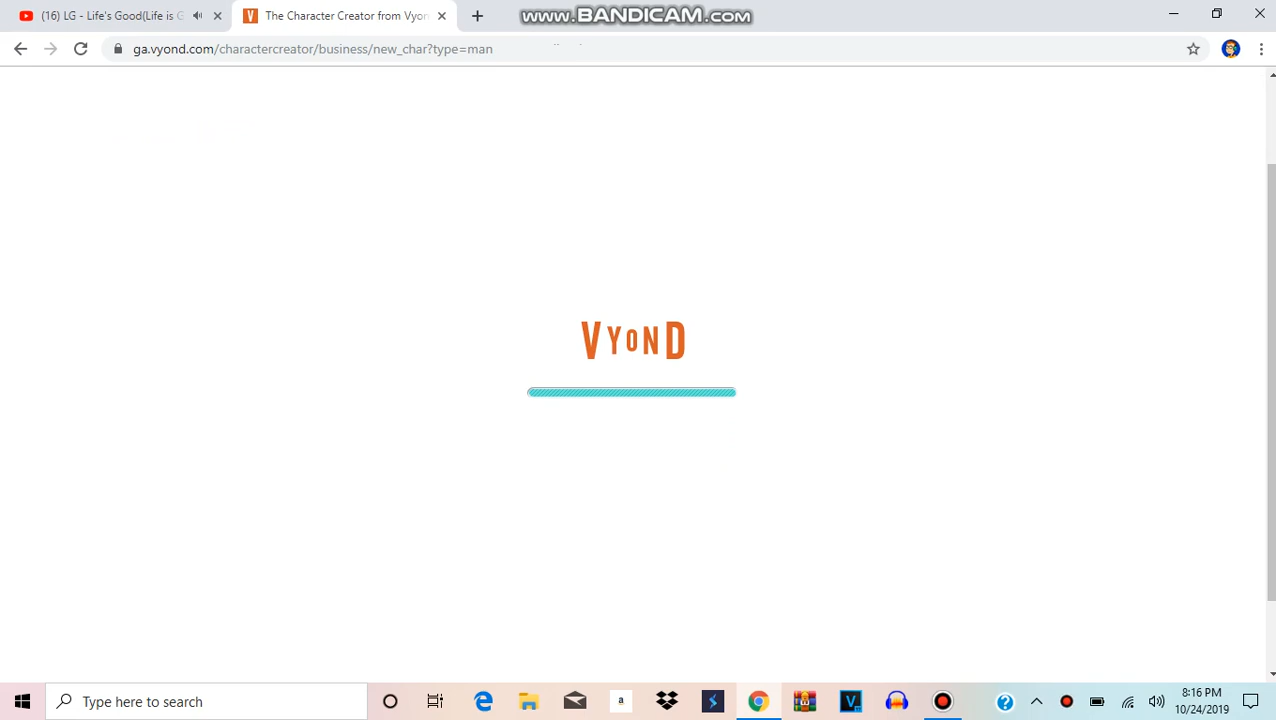 (16) LG - Life's Good(Life is G
The Character Creator from Vyon
www.BANDICAM.com
ga.vyond.com/charactercreator/business/new_char?type=man
VYOND
Type here to search
a
8:16 PM
10/24/2019